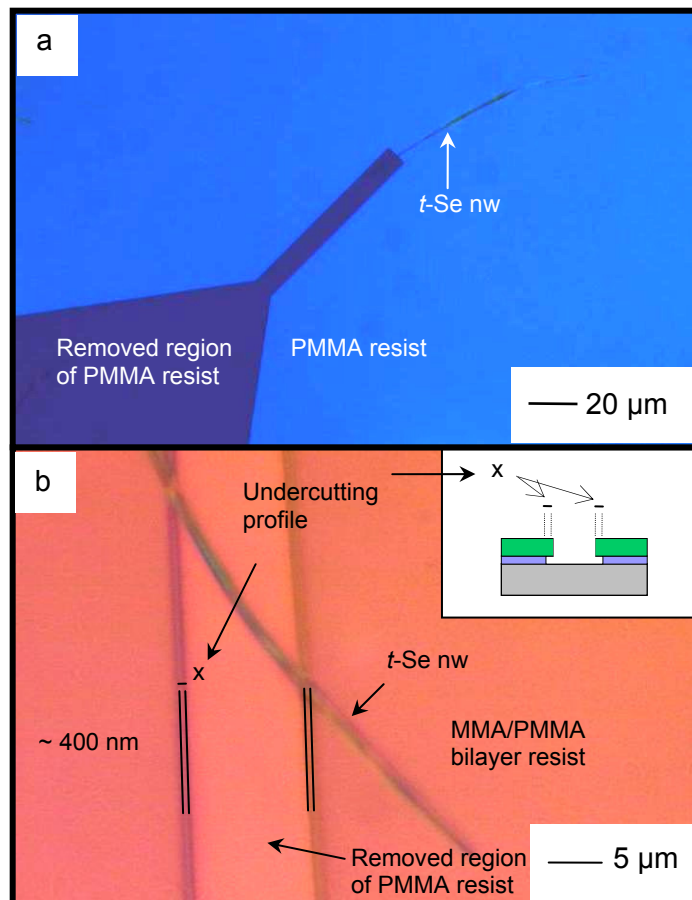 a
t-Se nw
Removed region
of PMMA resist
PMMA resist
20 µm
b
Undercutting
profile
x
x
t-Se nw
~ 400 nm
MMA/PMMA
bilayer resist
Removed region
of PMMA resist
5 µm